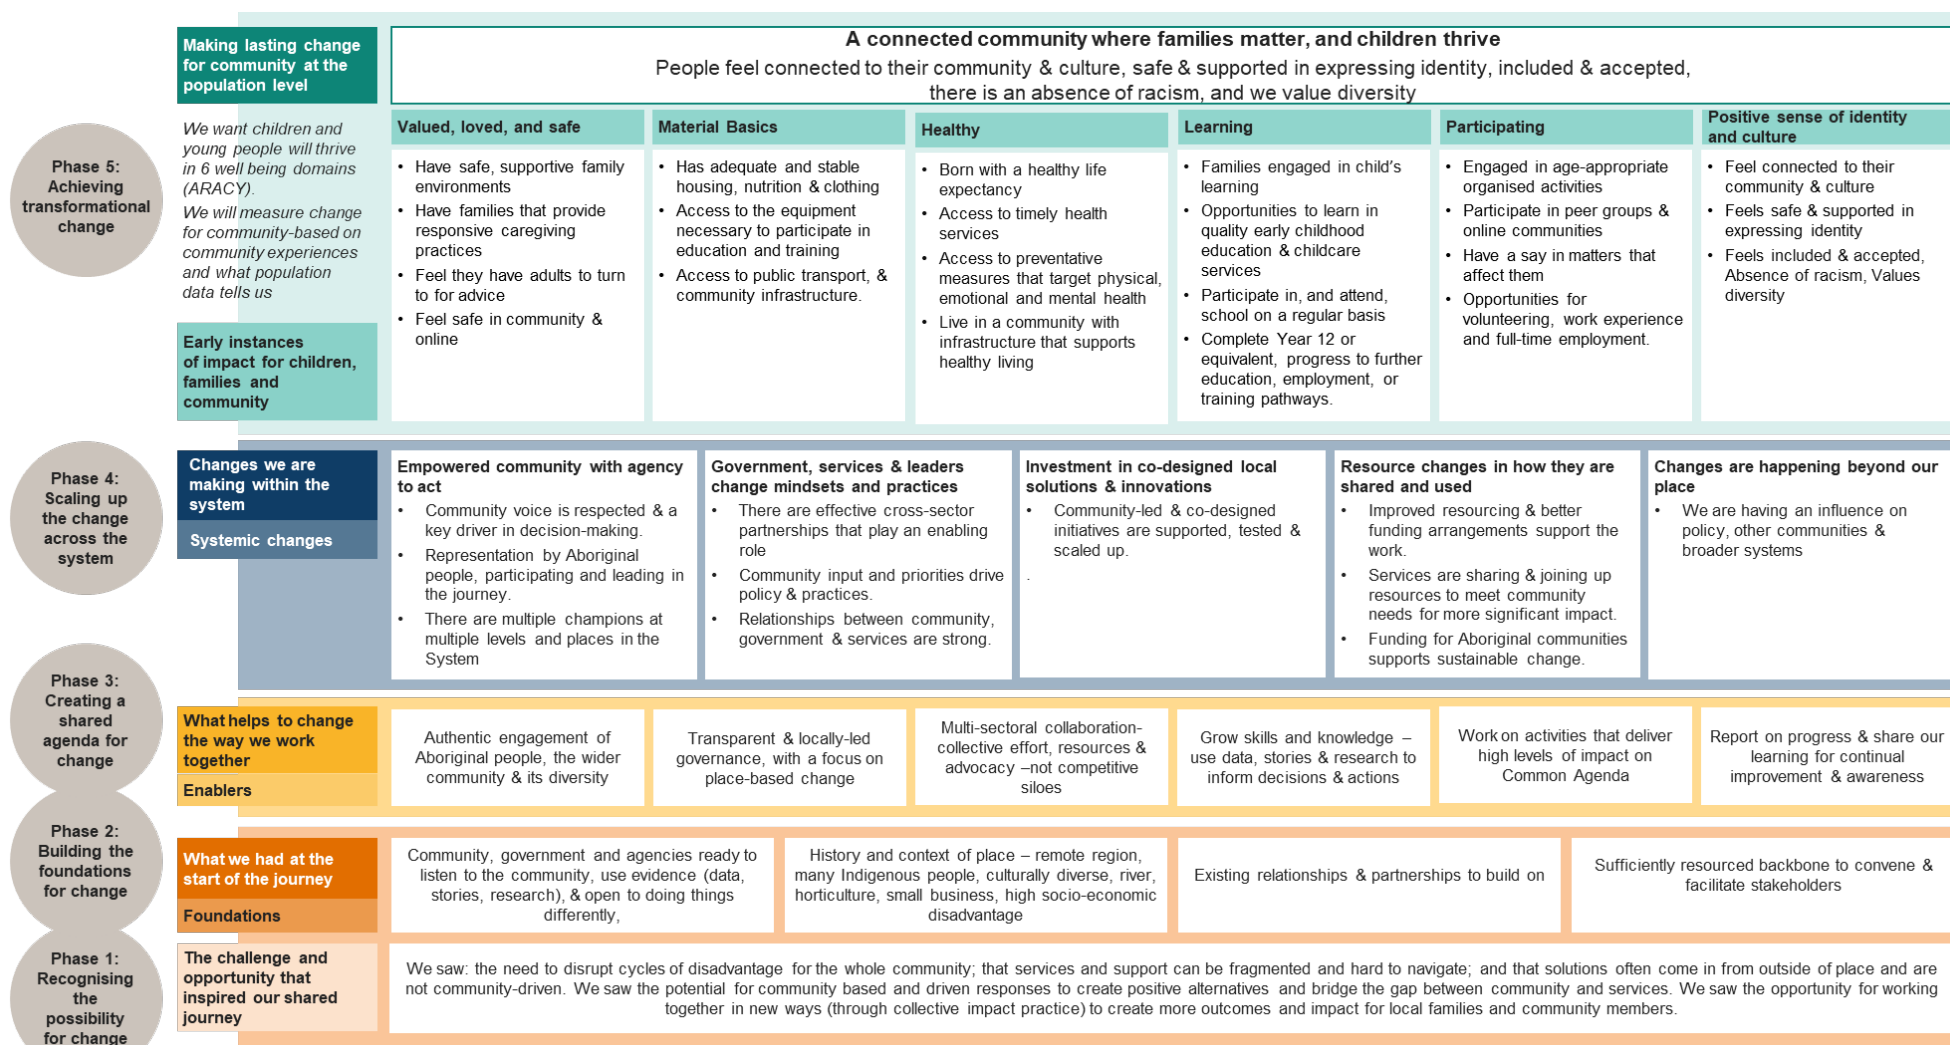 Making lasting change
for community at the
population level
A connected community where families matter, and children thrive
People feel connected to their community & culture, safe & supported in expressing identity, included & accepted,
there is an absence of racism, and we value diversity
Phase 5:
Achieving
transformational
change
We want children and
young people will thrive
in 6 well being domains
(ARACY).
We will measure change
for community-based on
community experiences
and what population
data tells us
Early instances
of impact for children,
families and
community
Valued, loved, and safe
• Have safe, supportive family
environments
• Have families that provide
responsive caregiving
practices
• Feel they have adults to turn
to for advice
• Feel safe in community &
online
Material Basics
• Has adequate and stable
housing, nutrition & clothing
• Access to the equipment
necessary to participate in
education and training
• Access to public transport, &
community infrastructure.
Healthy
• Born with a healthy life
expectancy
• Access to timely health
services
• Access to preventative
measures that target physical,
emotional and mental health
• Live in a community with
infrastructure that supports
healthy living
Learning
• Families engaged in child's
learning
• Opportunities to learn in
quality early childhood
education & childcare
services
• Participate in, and attend,
school on a regular basis
• Complete Year 12 or
equivalent, progress to further
education, employment, or
training pathways.
Participating
• Engaged in age-appropriate
organised activities
• Participate in peer groups &
online communities
• Have a say in matters that
affect them
• Opportunities for
volunteering, work experience
and full-time employment.
Positive sense of identity
and culture
• Feel connected to their
community & culture
• Feels safe & supported in
expressing identity
• Feels included & accepted,
Absence of racism, Values
diversity
Phase 4:
Scaling up
the change
across the
system
Changes we are
making within the
system
Systemic changes
Empowered community with agency
to act
• Community voice is respected & a
key driver in decision-making.
• Representation by Aboriginal
people, participating and leading in
the journey.
• There are multiple champions at
multiple levels and places in the
System
Government, services & leaders
change mindsets and practices
• There are effective cross-sector
partnerships that play an enabling
role
• Community input and priorities drive
policy & practices.
• Relationships between community,
government & services are strong.
Investment in co-designed local
solutions & innovations
• Community-led & co-designed
initiatives are supported, tested &
scaled up.
.
Resource changes in how they are
shared and used
• Improved resourcing & better
funding arrangements support the
work.
• Services are sharing & joining up
resources to meet community
needs for more significant impact.
• Funding for Aboriginal communities
supports sustainable change.
Changes are happening beyond our
place
• We are having an influence on
policy, other communities &
broader systems
Phase 3:
Creating a
shared
agenda for
change
What helps to change
the way we work
together
Enablers
Authentic engagement of
Aboriginal people, the wider
community & its diversity
Transparent & locally-led
governance, with a focus on
place-based change
Multi-sectoral collaboration-
collective effort, resources &
advocacy –not competitive
siloes
Grow skills and knowledge –
use data, stories & research to
inform decisions & actions
Work on activities that deliver
high levels of impact on
Common Agenda
Report on progress & share our
learning for continual
improvement & awareness
Phase 2:
Building the
foundations
for change
What we had at the
start of the journey
Foundations
Community, government and agencies ready to
listen to the community, use evidence (data,
stories, research), & open to doing things
differently,
History and context of place – remote region,
many Indigenous people, culturally diverse, river,
horticulture, small business, high socio-economic
disadvantage
Existing relationships & partnerships to build on
Sufficiently resourced backbone to convene &
facilitate stakeholders
Phase 1:
Recognising
the
possibility
for change
The challenge and
opportunity that
inspired our shared
journey
We saw: the need to disrupt cycles of disadvantage for the whole community; that services and support can be fragmented and hard to navigate; and that solutions often come in from outside of place and are
not community-driven. We saw the potential for community based and driven responses to create positive alternatives and bridge the gap between community and services. We saw the opportunity for working
together in new ways (through collective impact practice) to create more outcomes and impact for local families and community members.